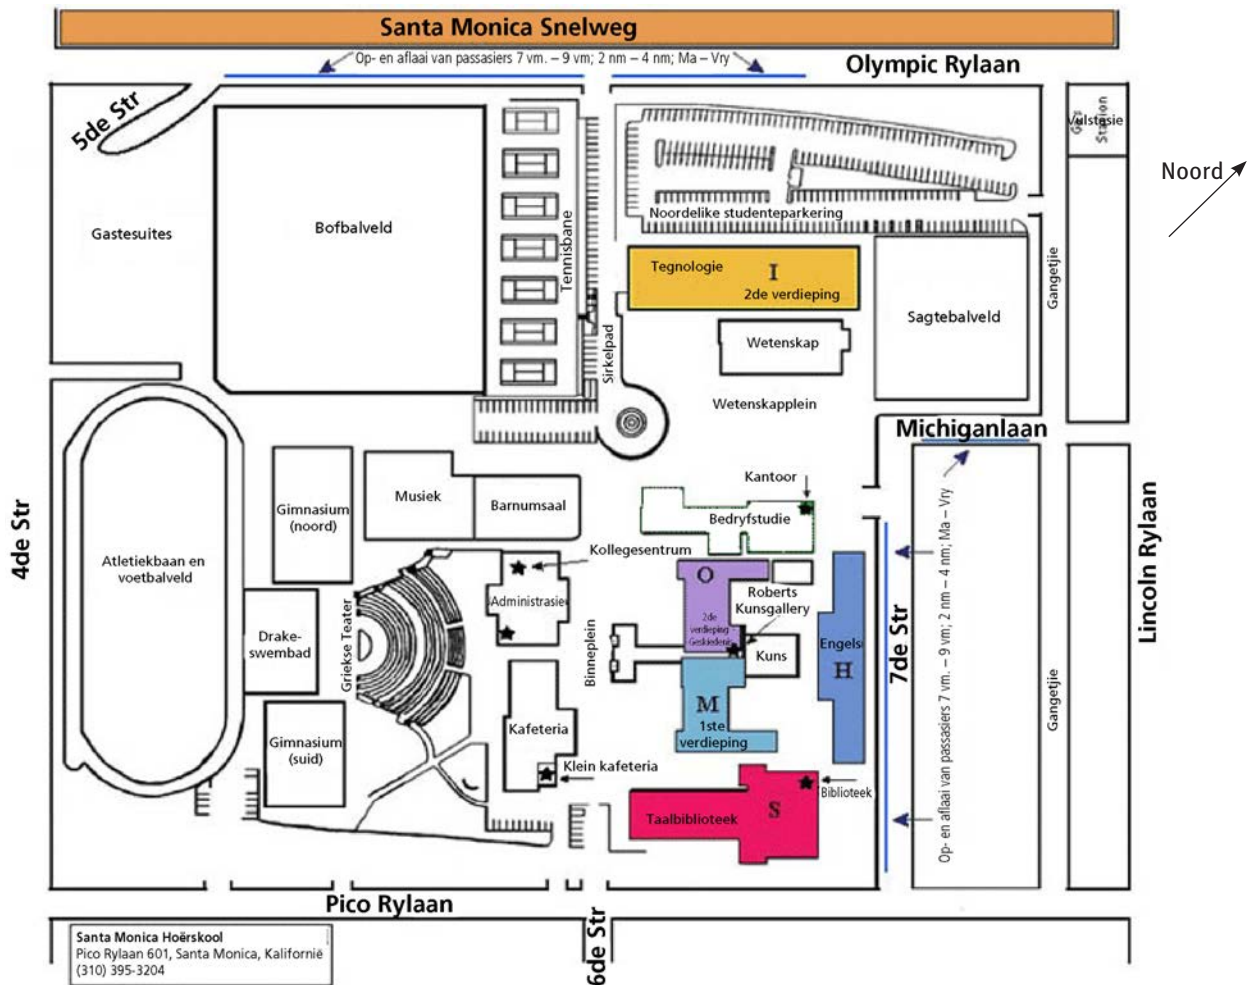 Santa Monica Snelweg
Op- en aflaai van passasiers 7 vm. – 9 vm; 2 nm – 4 nm; Ma – Vry
Olympic Rylaan
5de Str
Vulstasie
Gas
Station
Noord
Gastesuites
Bofbalveld
Tennisbane
Noordelike studenteparkering
Tegnologie
I
2de verdieping
Gangetjie
Sagtebalveld
Sirkelpad
Wetenskap
Wetenskapplein
Michiganlaan
Kantoor
Musiek
Barnumsaal
Gimnasium
(noord)
Bedryfstudie
4de Str
Atletiekbaan en
voetbalveld
Kollegesentrum
Administrasie
O
2de
verdieping –
Geskiedenis
Roberts
Kunsgallery
Kuns
Engels
H
7de Str
Op- en aflaai van passasiers 7 vm. – 9 vm; 2 nm – 4 nm; Ma – Vry
Lincoln Rylaan
Gangetjie
Drake-
swembad
Griekse Teater
Binneplein
M
1ste
verdieping
Gimnasium
(suid)
Kafeteria
Klein kafeteria
Taalbiblioteek
S
Biblioteek
Pico Rylaan
6de Str
Santa Monica Hoërskool
Pico Rylaan 601, Santa Monica, Kalifornië
(310) 395-3204